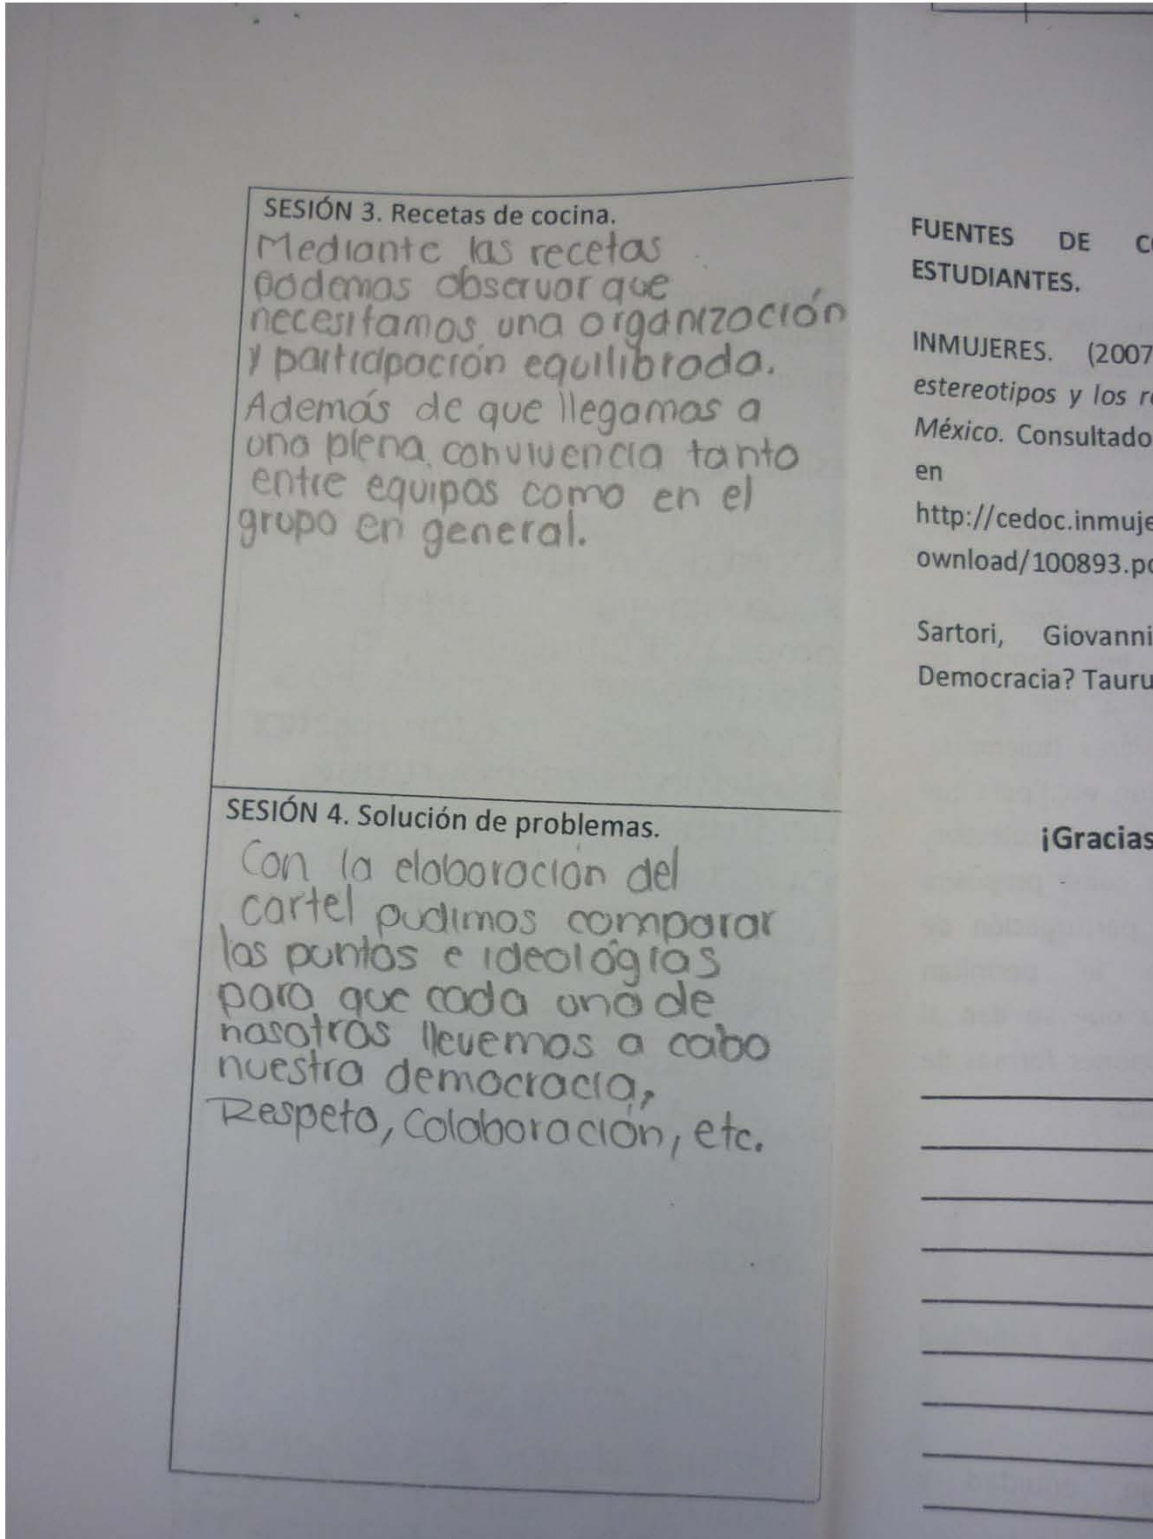 SESIÓN 3. Recetas de cocina.
Mediante las recetas
podemos observar que
necesitamos una organización
y participación equilibrada.
Además de que llegamos a
una plena convivencia tanto
entre equipos como en el
grupo en general.
SESIÓN 4. Solución de problemas.
Con la elaboración del
cartel pudimos comparar
los puntos e ideologías
para que cada uno de
nosotros llevemos a cabo
nuestra democracia,
Respeto, Colaboración, etc.
FUENTES DE C
ESTUDIANTES.
INMUJERES. (2007
estereotipos y los r
México. Consultado
en
http://cedoc.inmuje
ownload/100893.p
Sartori, Giovanni
Democracia? Tauru
¡Gracias